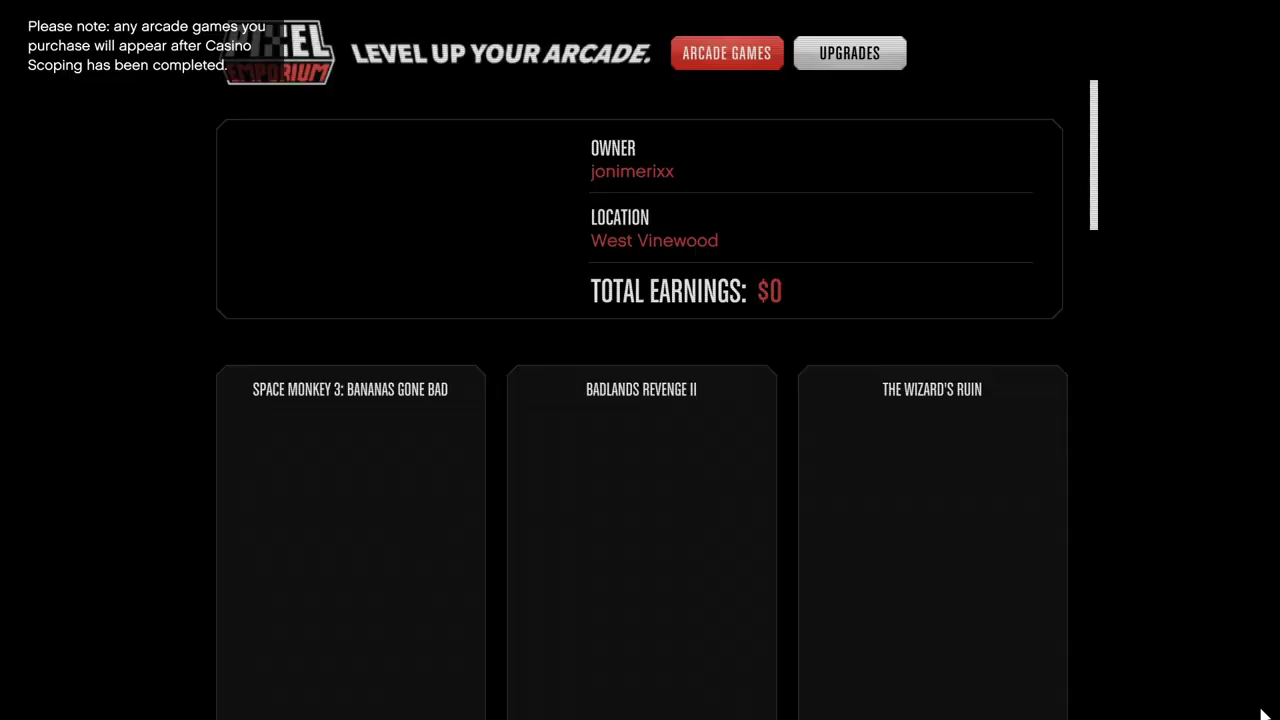 Please note: any arcade games you
purchase will appear after Casino
Scoping has been completed.
PIXEL
EMPORIUM
LEVEL UP YOUR ARCADE.
ARCADE GAMES
UPGRADES
OWNER
jonimerixx
LOCATION
West Vinewood
TOTAL EARNINGS: $0
SPACE MONKEY 3: BANANAS GONE BAD
BADLANDS REVENGE II
THE WIZARD'S RUIN